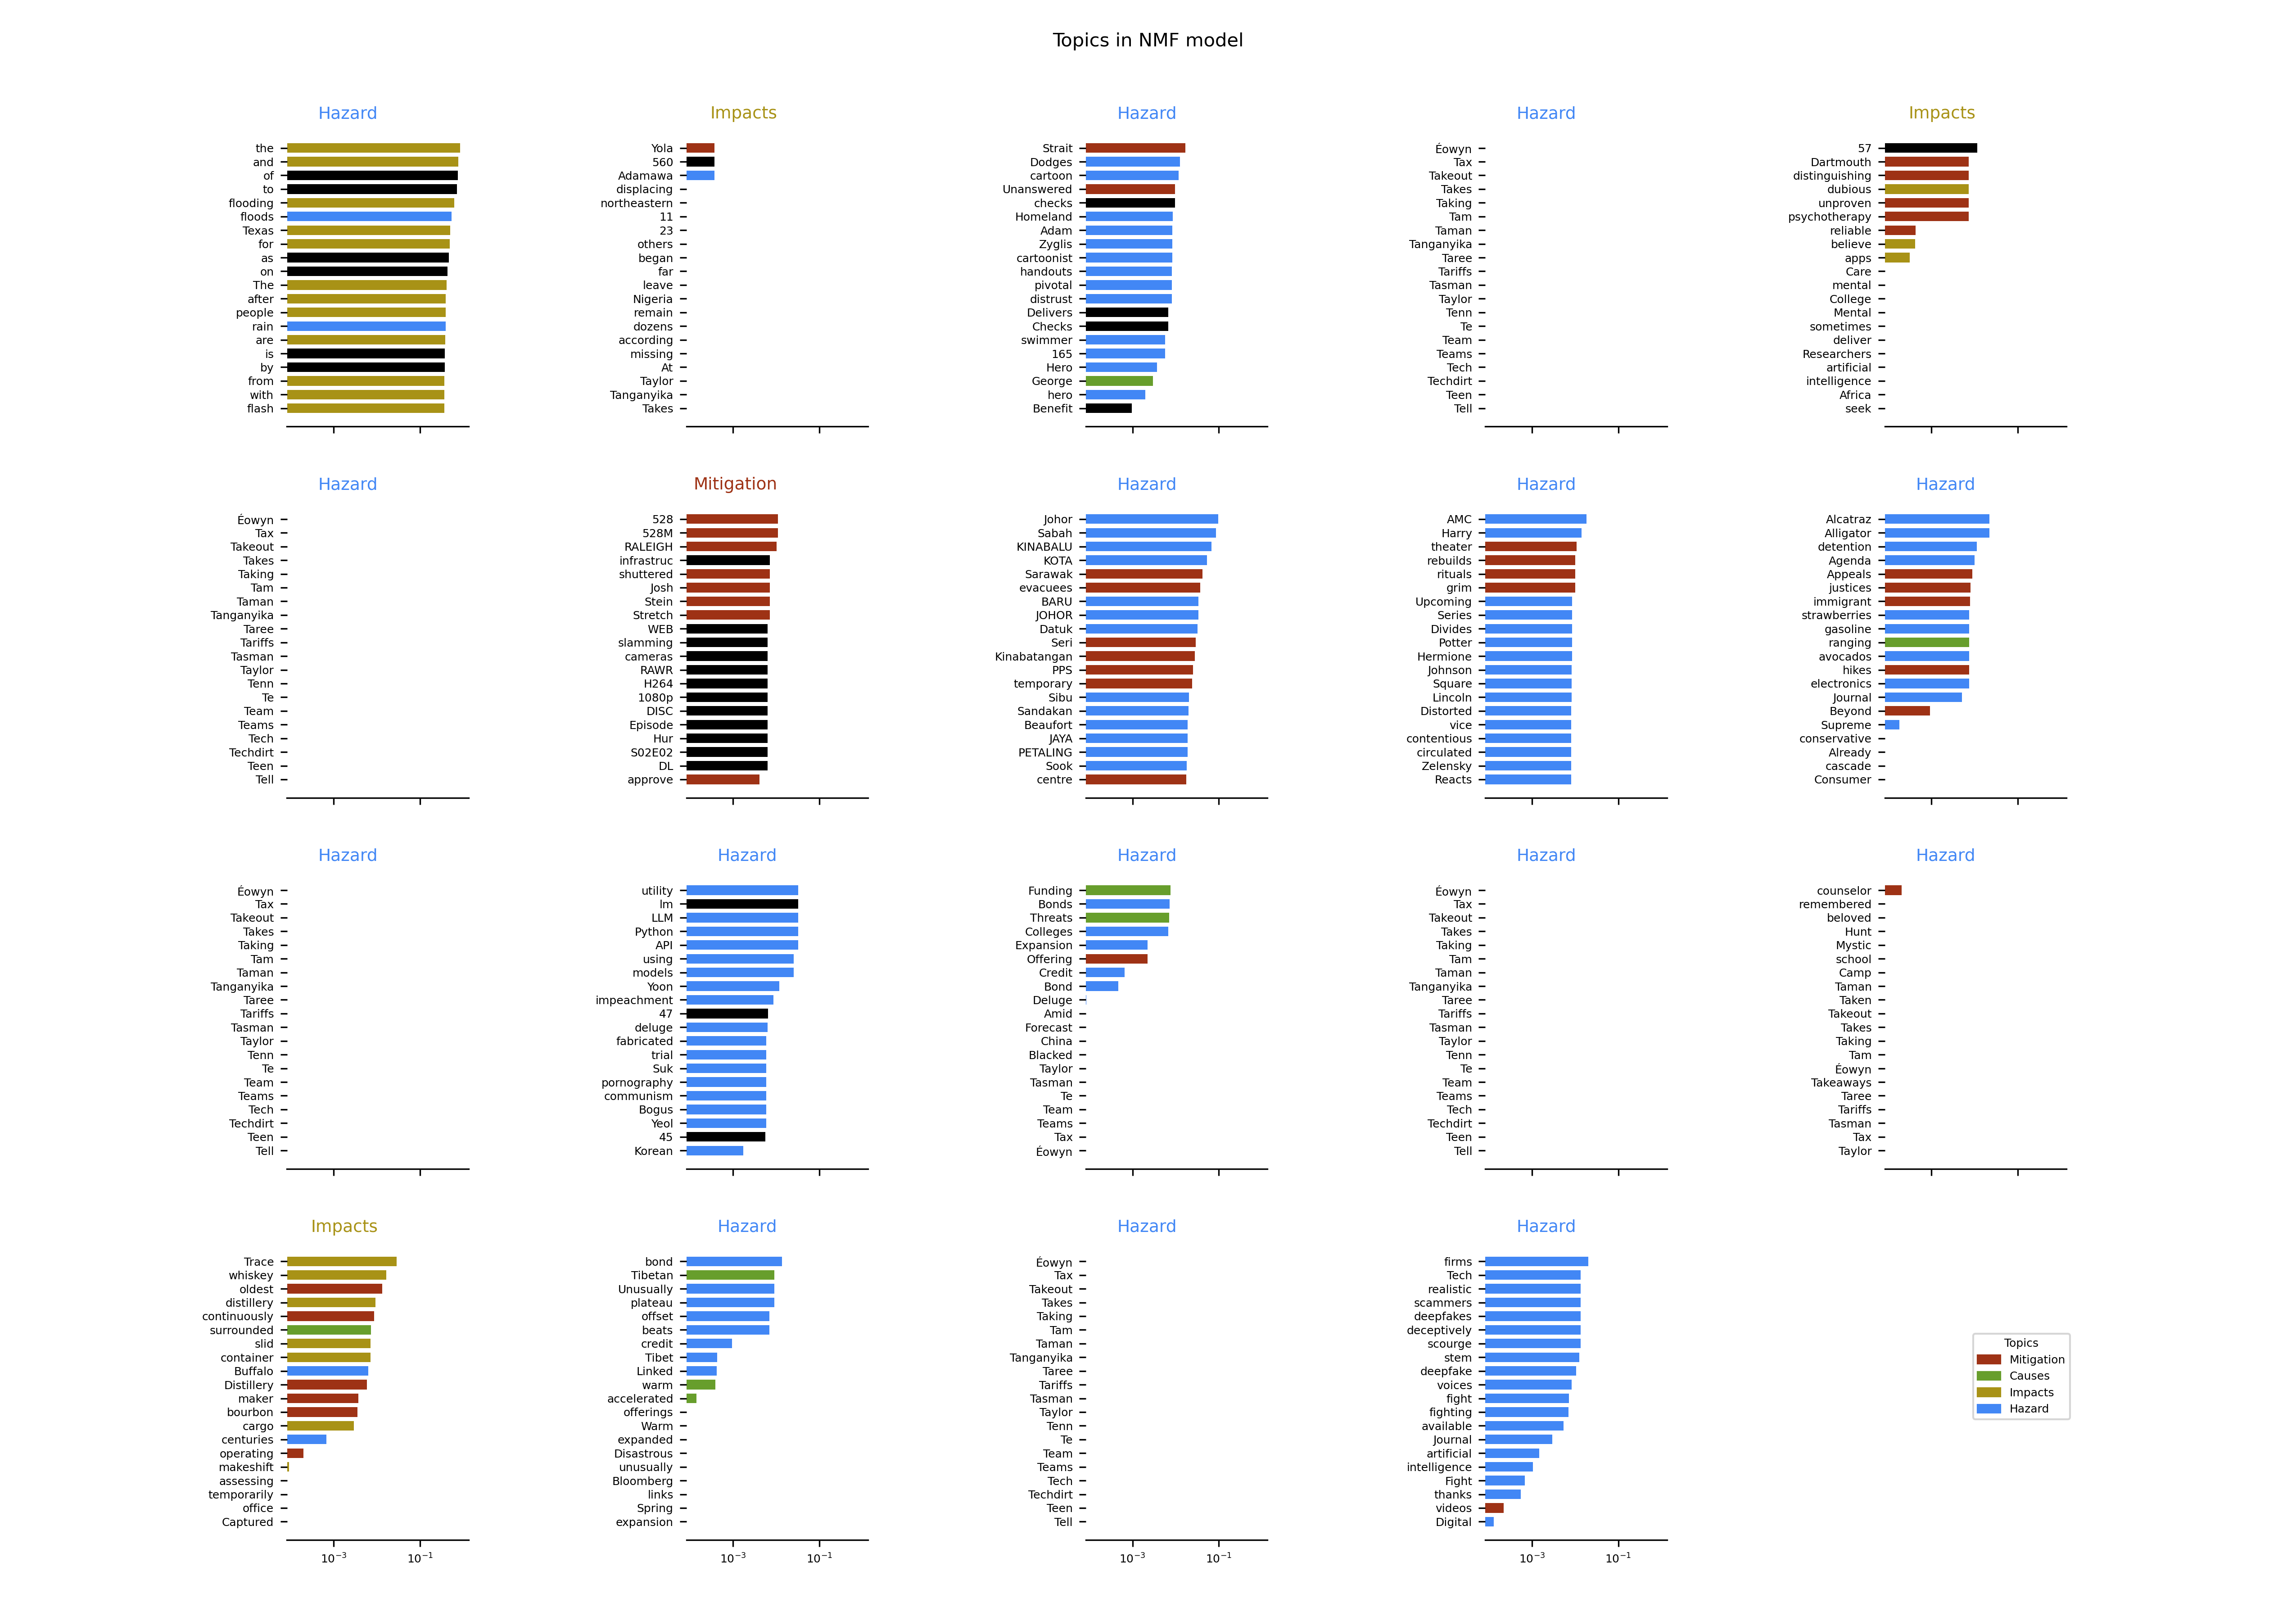 Topics in NMF model
Hazard
the
and
of
to
flooding
floods
Texas
for
as
on
The
after
people
rain
are
is
by
from
with
flash
Impacts
Yola
560
Adamawa
displacing
northeastern
11
23
others
began
far
leave
Nigeria
remain
dozens
according
missing
At
Taylor
Tanganyika
Takes
Hazard
Strait
Dodges
cartoon
Unanswered
checks
Homeland
Adam
Zyglis
cartoonist
handouts
pivotal
distrust
Delivers
Checks
swimmer
165
Hero
George
hero
Benefit
Hazard
Éowyn
Tax
Takeout
Takes
Taking
Tam
Taman
Tanganyika
Taree
Tariffs
Tasman
Taylor
Tenn
Te
Team
Teams
Tech
Techdirt
Teen
Tell
Impacts
57
Dartmouth
distinguishing
dubious
unproven
psychotherapy
reliable
believe
apps
Care
mental
College
Mental
sometimes
deliver
Researchers
artificial
intelligence
Africa
seek
Hazard
Éowyn
Tax
Takeout
Takes
Taking
Tam
Taman
Tanganyika
Taree
Tariffs
Tasman
Taylor
Tenn
Te
Team
Teams
Tech
Techdirt
Teen
Tell
Mitigation
528
528M
RALEIGH
infrastruc
shuttered
Josh
Stein
Stretch
WEB
slamming
cameras
RAWR
H264
1080p
DISC
Episode
Hur
S02E02
DL
approve
Hazard
Johor
Sabah
KINABALU
KOTA
Sarawak
evacuees
BARU
JOHOR
Datuk
Seri
Kinabatangan
PPS
temporary
Sibu
Sandakan
Beaufort
JAYA
PETALING
Sook
centre
Hazard
AMC
Harry
theater
rebuilds
rituals
grim
Upcoming
Series
Divides
Potter
Hermione
Johnson
Square
Lincoln
Distorted
vice
contentious
circulated
Zelensky
Reacts
Hazard
Alcatraz
Alligator
detention
Agenda
Appeals
justices
immigrant
strawberries
gasoline
ranging
avocados
hikes
electronics
Journal
Beyond
Supreme
conservative
Already
cascade
Consumer
Hazard
Éowyn
Tax
Takeout
Takes
Taking
Tam
Taman
Tanganyika
Taree
Tariffs
Tasman
Taylor
Tenn
Te
Team
Teams
Tech
Techdirt
Teen
Tell
Hazard
utility
lm
LLM
Python
API
using
models
Yoon
impeachment
47
deluge
fabricated
trial
Suk
pornography
communism
Bogus
Yeol
45
Korean
Hazard
Funding
Bonds
Threats
Colleges
Expansion
Offering
Credit
Bond
Deluge
Amid
Forecast
China
Blacked
Taylor
Tasman
Te
Team
Teams
Tax
Éowyn
Hazard
Éowyn
Tax
Takeout
Takes
Taking
Tam
Taman
Tanganyika
Taree
Tariffs
Tasman
Taylor
Tenn
Te
Team
Teams
Tech
Techdirt
Teen
Tell
Hazard
counselor
remembered
beloved
Hunt
Mystic
school
Camp
Taman
Taken
Takeout
Takes
Taking
Tam
Éowyn
Takeaways
Taree
Tariffs
Tasman
Tax
Taylor
Impacts
Trace
whiskey
oldest
distillery
continuously
surrounded
slid
container
Buffalo
Distillery
maker
bourbon
cargo
centuries
operating
makeshift
assessing
temporarily
office
Captured
10⁻³ 10⁻¹
Hazard
bond
Tibetan
Unusually
plateau
offset
beats
credit
Tibet
Linked
warm
accelerated
offerings
Warm
expanded
Disastrous
unusually
Bloomberg
links
Spring
expansion
10⁻³ 10⁻¹
Hazard
Éowyn
Tax
Takeout
Takes
Taking
Tam
Taman
Tanganyika
Taree
Tariffs
Tasman
Taylor
Tenn
Te
Team
Teams
Tech
Techdirt
Teen
Tell
10⁻³ 10⁻¹
Hazard
firms
Tech
realistic
scammers
deepfakes
deceptively
scourge
stem
deepfake
voices
fight
fighting
available
Journal
artificial
intelligence
Fight
thanks
videos
Digital
10⁻³ 10⁻¹
Topics
Mitigation
Causes
Impacts
Hazard